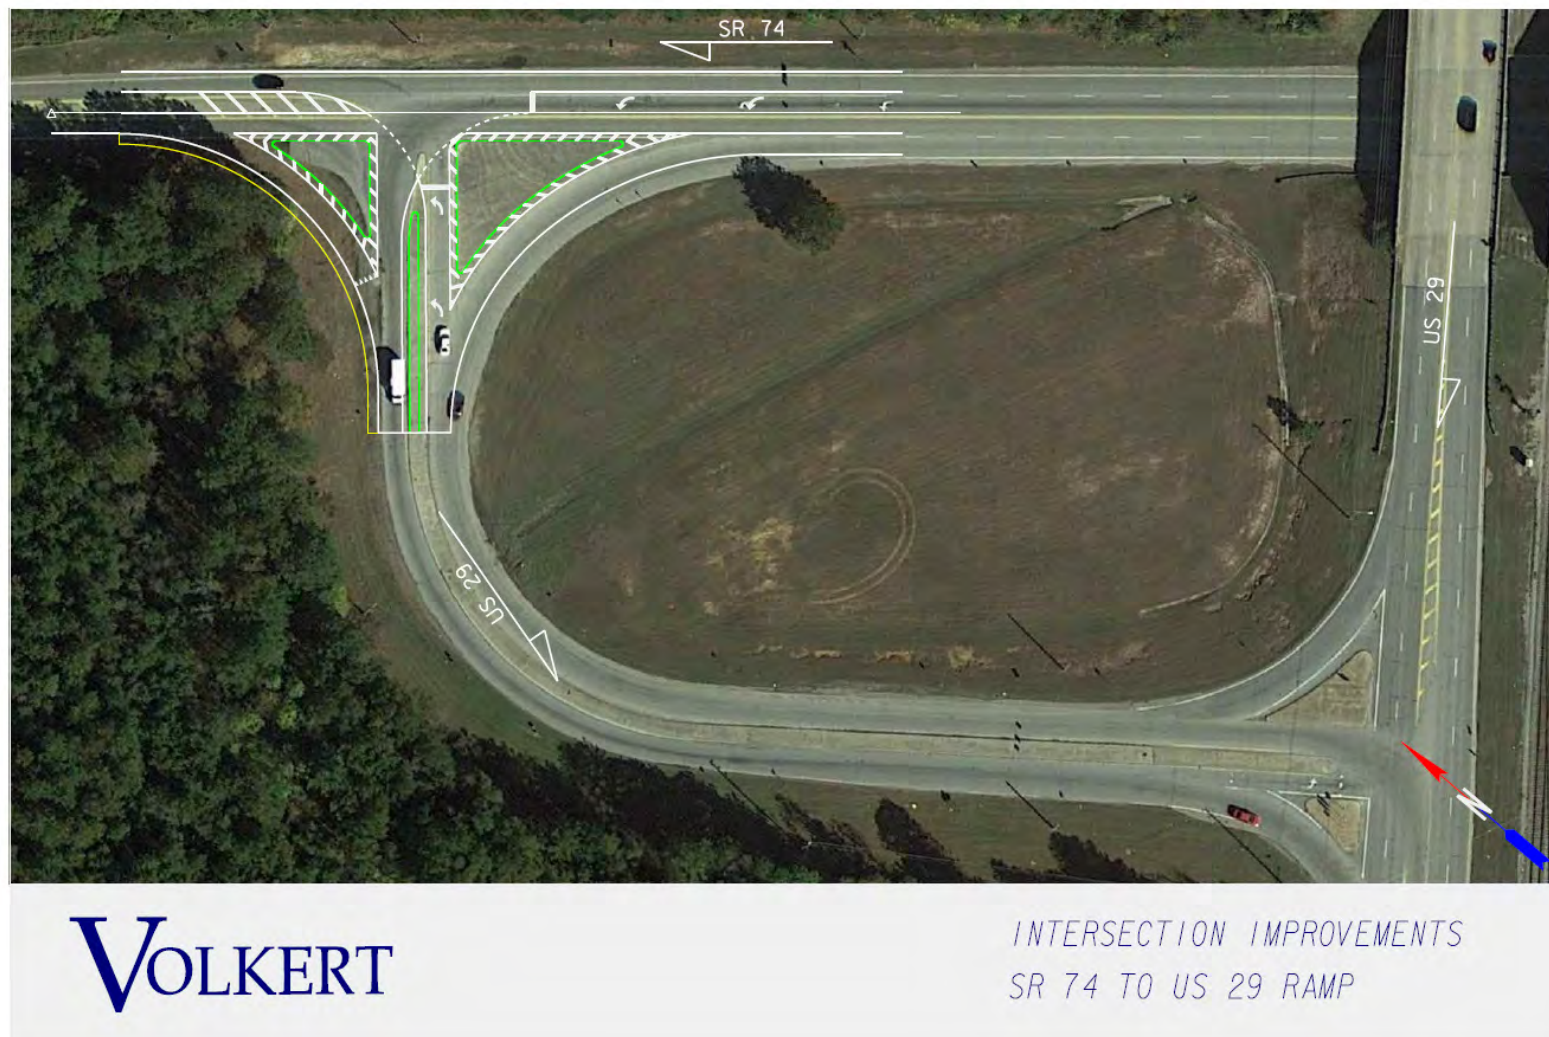 SR 74
US 29
US 29
N
VOLKERT
INTERSECTION IMPROVEMENTS
SR 74 TO US 29 RAMP